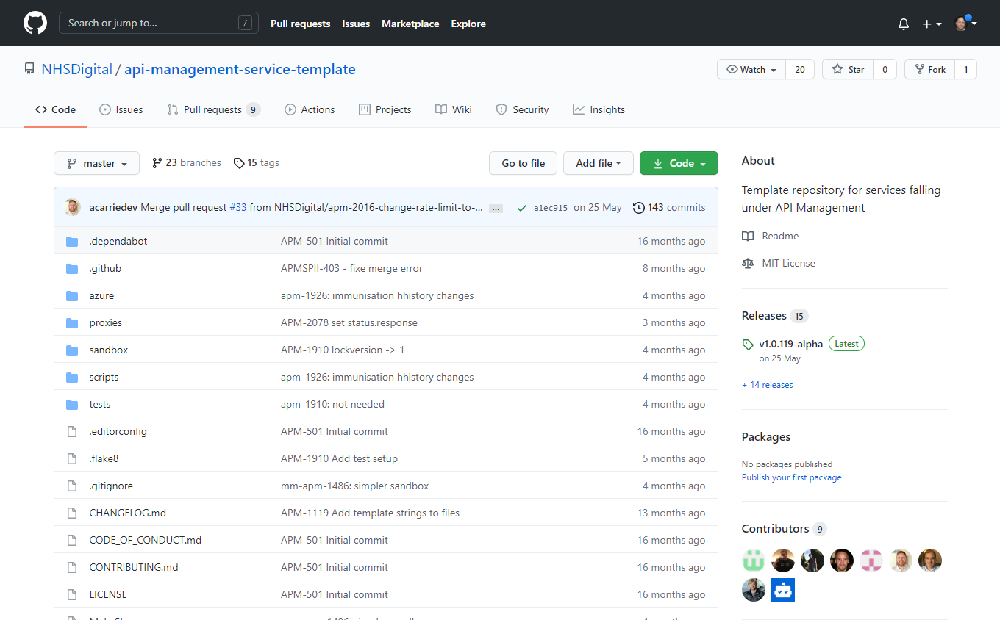 Search or jump to... /
Pull requests Issues Marketplace Explore
NHSDigital / api-management-service-template
Watch 20 Star 0 Fork 1
Code Issues Pull requests 9 Actions Projects Wiki Security Insights
master 23 branches 15 tags Go to file Add file Code
acarriedev Merge pull request #33 from NHSDigital/apm-2016-change-rate-limit-to-... ... a1ec915 on 25 May 143 commits
.dependabot APM-501 Initial commit 16 months ago
.github APMSPII-403 - fixe merge error 8 months ago
azure apm-1926: immunisation hhistory changes 4 months ago
proxies APM-2078 set status.response 3 months ago
sandbox APM-1910 lockversion -> 1 4 months ago
scripts apm-1926: immunisation hhistory changes 4 months ago
tests apm-1910: not needed 4 months ago
.editorconfig APM-501 Initial commit 16 months ago
.flake8 APM-1910 Add test setup 5 months ago
.gitignore mm-apm-1486: simpler sandbox 4 months ago
CHANGELOG.md APM-1119 Add template strings to files 13 months ago
CODE_OF_CONDUCT.md APM-501 Initial commit 16 months ago
CONTRIBUTING.md APM-501 Initial commit 16 months ago
LICENSE APM-501 Initial commit 16 months ago
About
Template repository for services falling
under API Management
Readme
MIT License
Releases 15
v1.0.119-alpha Latest
on 25 May
+ 14 releases
Packages
No packages published
Publish your first package
Contributors 9